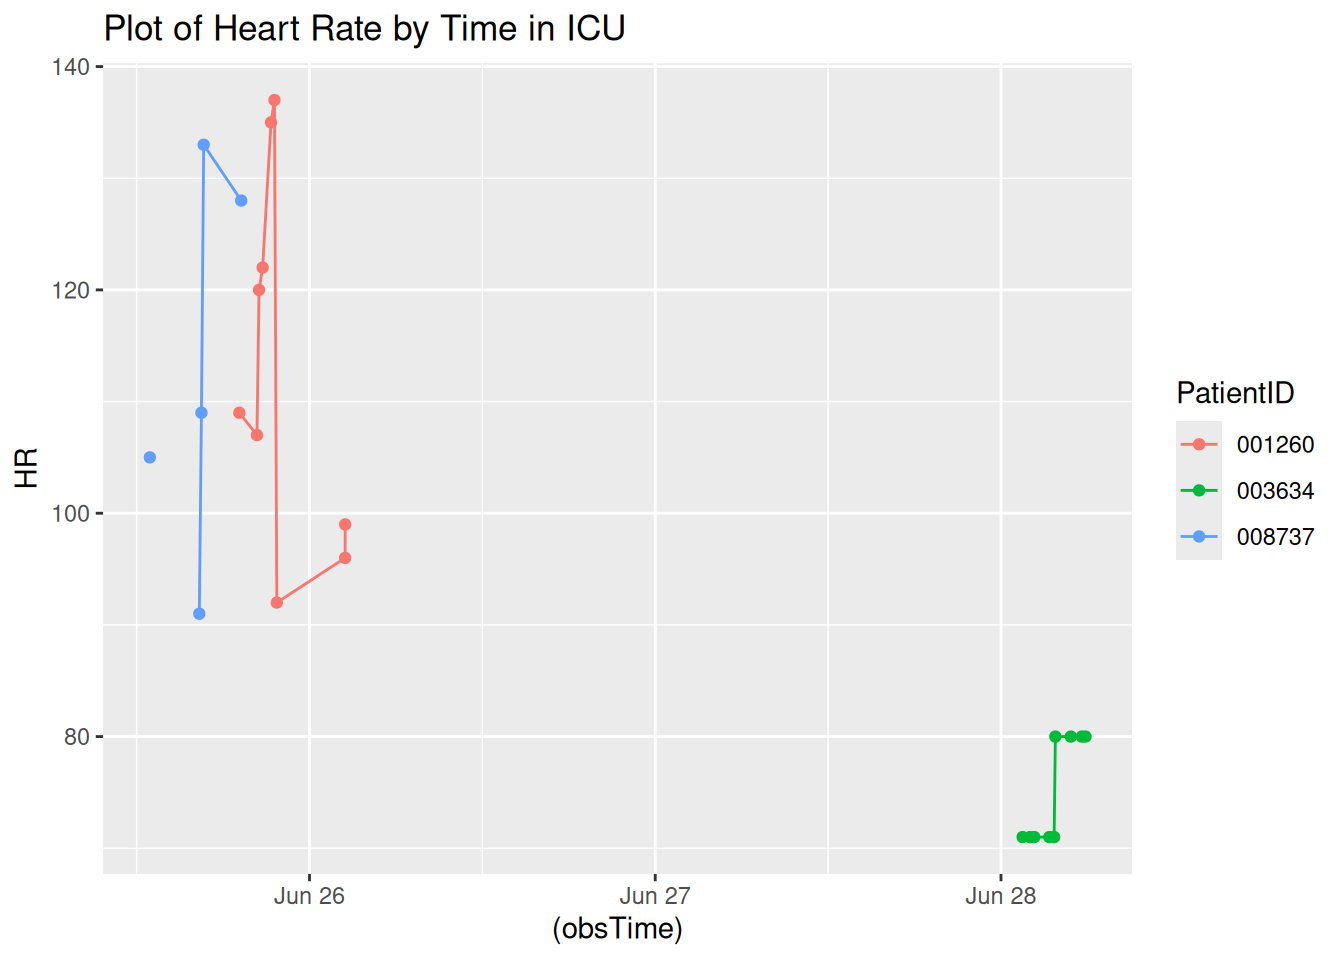 Plot of Heart Rate by Time in ICU
140
120
100
80
HR
Jun 26
Jun 27
Jun 28
(obsTime)
PatientID
001260
003634
008737